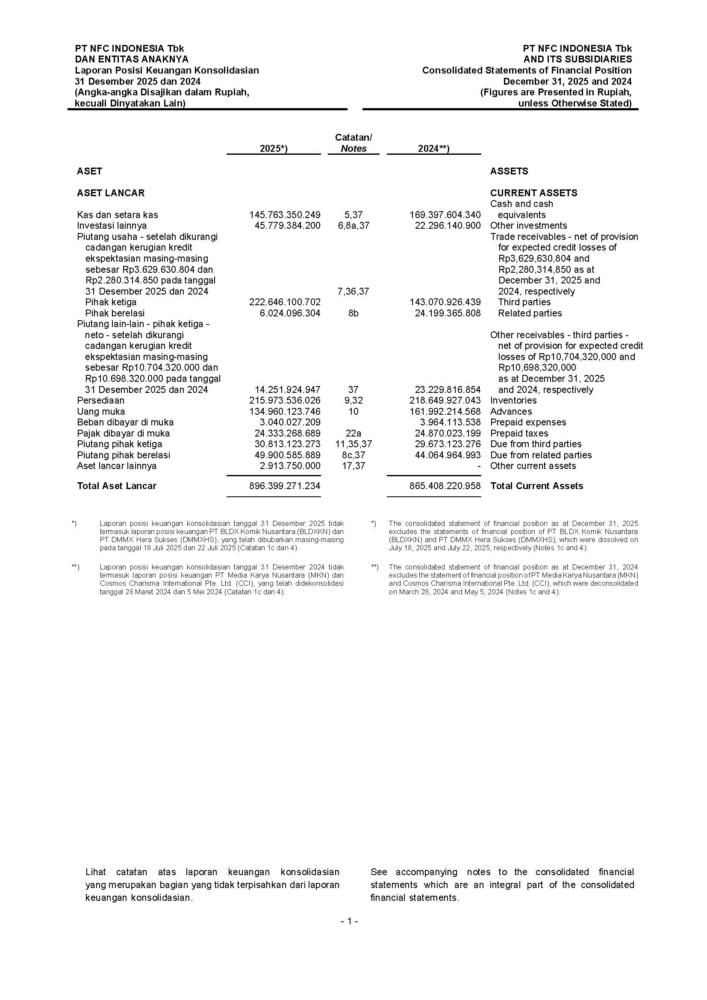 PT NFC INDONESIA Tbk
DAN ENTITAS ANAKNYA
Laporan Posisi Keuangan Konsolidasian
31 Desember 2025 dan 2024
(Angka-angka Disajikan dalam Rupiah,
kecuali Dinyatakan Lain)
PT NFC INDONESIA Tbk
AND ITS SUBSIDIARIES
Consolidated Statements of Financial Position
December 31, 2025 and 2024
(Figures are Presented in Rupiah,
unless Otherwise Stated)
Catatan/
2025*) Notes 2024**)
ASET ASSETS
ASET LANCAR CURRENT ASSETS
Cash and cash
Kas dan setara kas 145.763.350.249 5,37 169.397.604.340 equivalents
Investasi lainnya 45.779.384.200 6,8a,37 22.296.140.900 Other investments
Piutang usaha - setelah dikurangi Trade receivables - net of provision
cadangan kerugian kredit for expected credit losses of
ekspektasian masing-masing Rp3,629,630,804 and
sebesar Rp3.629.630.804 dan Rp2,280,314,850 as at
Rp2.280.314.850 pada tanggal December 31, 2025 and
31 Desember 2025 dan 2024 7,36,37 2024, respectively
Pihak ketiga 222.646.100.702 143.070.926.439 Third parties
Pihak berelasi 6.024.096.304 8b 24.199.365.808 Related parties
Piutang lain-lain - pihak ketiga -
neto - setelah dikurangi Other receivables - third parties -
cadangan kerugian kredit net of provision for expected credit
ekspektasian masing-masing losses of Rp10,704,320,000 and
sebesar Rp10.704.320.000 dan Rp10,698,320,000
Rp10.698.320.000 pada tanggal as at December 31, 2025
31 Desember 2025 dan 2024 14.251.924.947 37 23.229.816.854 and 2024, respectively
Persediaan 215.973.536.026 9,32 218.649.927.043 Inventories
Uang muka 134.960.123.746 10 161.992.214.568 Advances
Beban dibayar di muka 3.040.027.209 3.964.113.538 Prepaid expenses
Pajak dibayar di muka 24.333.268.689 22a 24.870.023.199 Prepaid taxes
Piutang pihak ketiga 30.813.123.273 11,35,37 29.673.123.276 Due from third parties
Piutang pihak berelasi 49.900.585.889 8c,37 44.064.964.993 Due from related parties
Aset lancar lainnya 2.913.750.000 17,37 - Other current assets
Total Aset Lancar 896.399.271.234 865.408.220.958 Total Current Assets
*) Laporan posisi keuangan konsolidasian tanggal 31 Desember 2025 tidak
termasuk laporan posisi keuangan PT BLDX Komik Nusantara (BLDXKN) dan
PT DMMX Hera Sukses (DMMXHS), yang telah dibubarkan masing-masing
pada tanggal 18 Juli 2025 dan 22 Juli 2025 (Catatan 1c dan 4).
*) The consolidated statement of financial position as at December 31, 2025
excludes the statements of financial position of PT BLDX Komik Nusantara
(BLDXKN) and PT DMMX Hera Sukses (DMMXHS), which were dissolved on
July 18, 2025 and July 22, 2025, respectively (Notes 1c and 4).
**) Laporan posisi keuangan konsolidasian tanggal 31 Desember 2024 tidak
termasuk laporan posisi keuangan PT Media Karya Nusantara (MKN) dan
Cosmos Charisma International Pte. Ltd. (CCI), yang telah didekonsolidasi
tanggal 28 Maret 2024 dan 5 Mei 2024 (Catatan 1c dan 4).
**) The consolidated statement of financial position as at December 31, 2024
excludes the statement of financial position of PT Media Karya Nusantara (MKN)
and Cosmos Charisma International Pte. Ltd. (CCI), which were deconsolidated
on March 28, 2024 and May 5, 2024 (Notes 1c and 4).
Lihat catatan atas laporan keuangan konsolidasian
yang merupakan bagian yang tidak terpisahkan dari laporan
keuangan konsolidasian.
See accompanying notes to the consolidated financial
statements which are an integral part of the consolidated
financial statements.
- 1 -